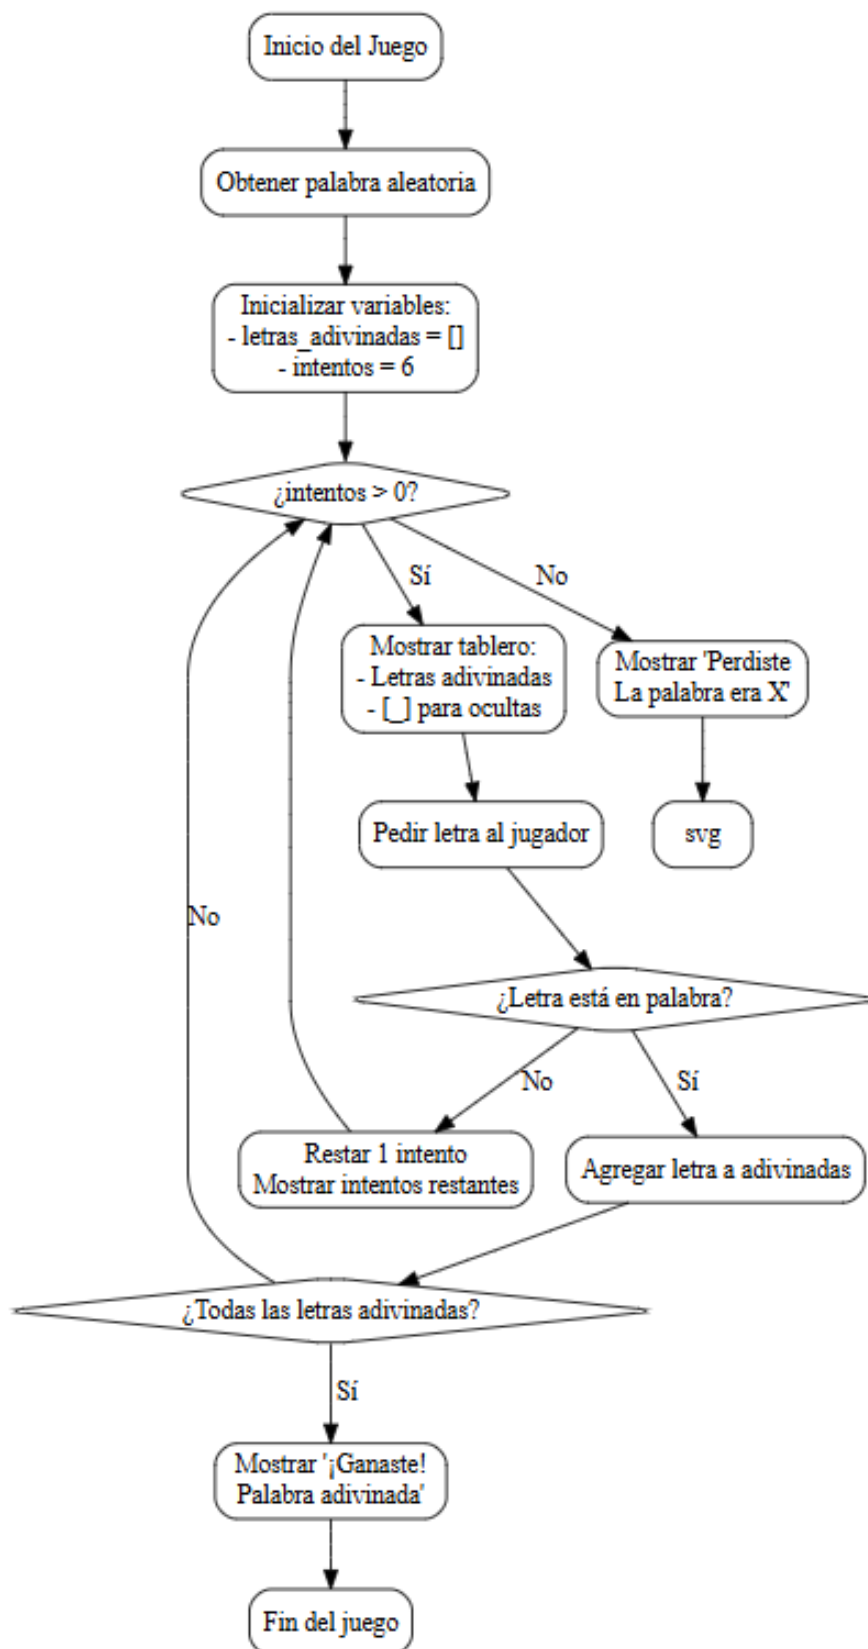 Inicio del Juego
Obtener palabra aleatoria
Inicializar variables:
- letras_adivinadas = []
- intentos = 6
¿intentos > 0?
Sí
No
Mostrar tablero:
- Letras adivinadas
- [_] para ocultas
Mostrar 'Perdiste
La palabra era X'
Pedir letra al jugador
svg
No
¿Letra está en palabra?
No
Sí
Restar 1 intento
Mostrar intentos restantes
Agregar letra a adivinadas
¿Todas las letras adivinadas?
Sí
Mostrar '¡Ganaste!
Palabra adivinada'
Fin del juego